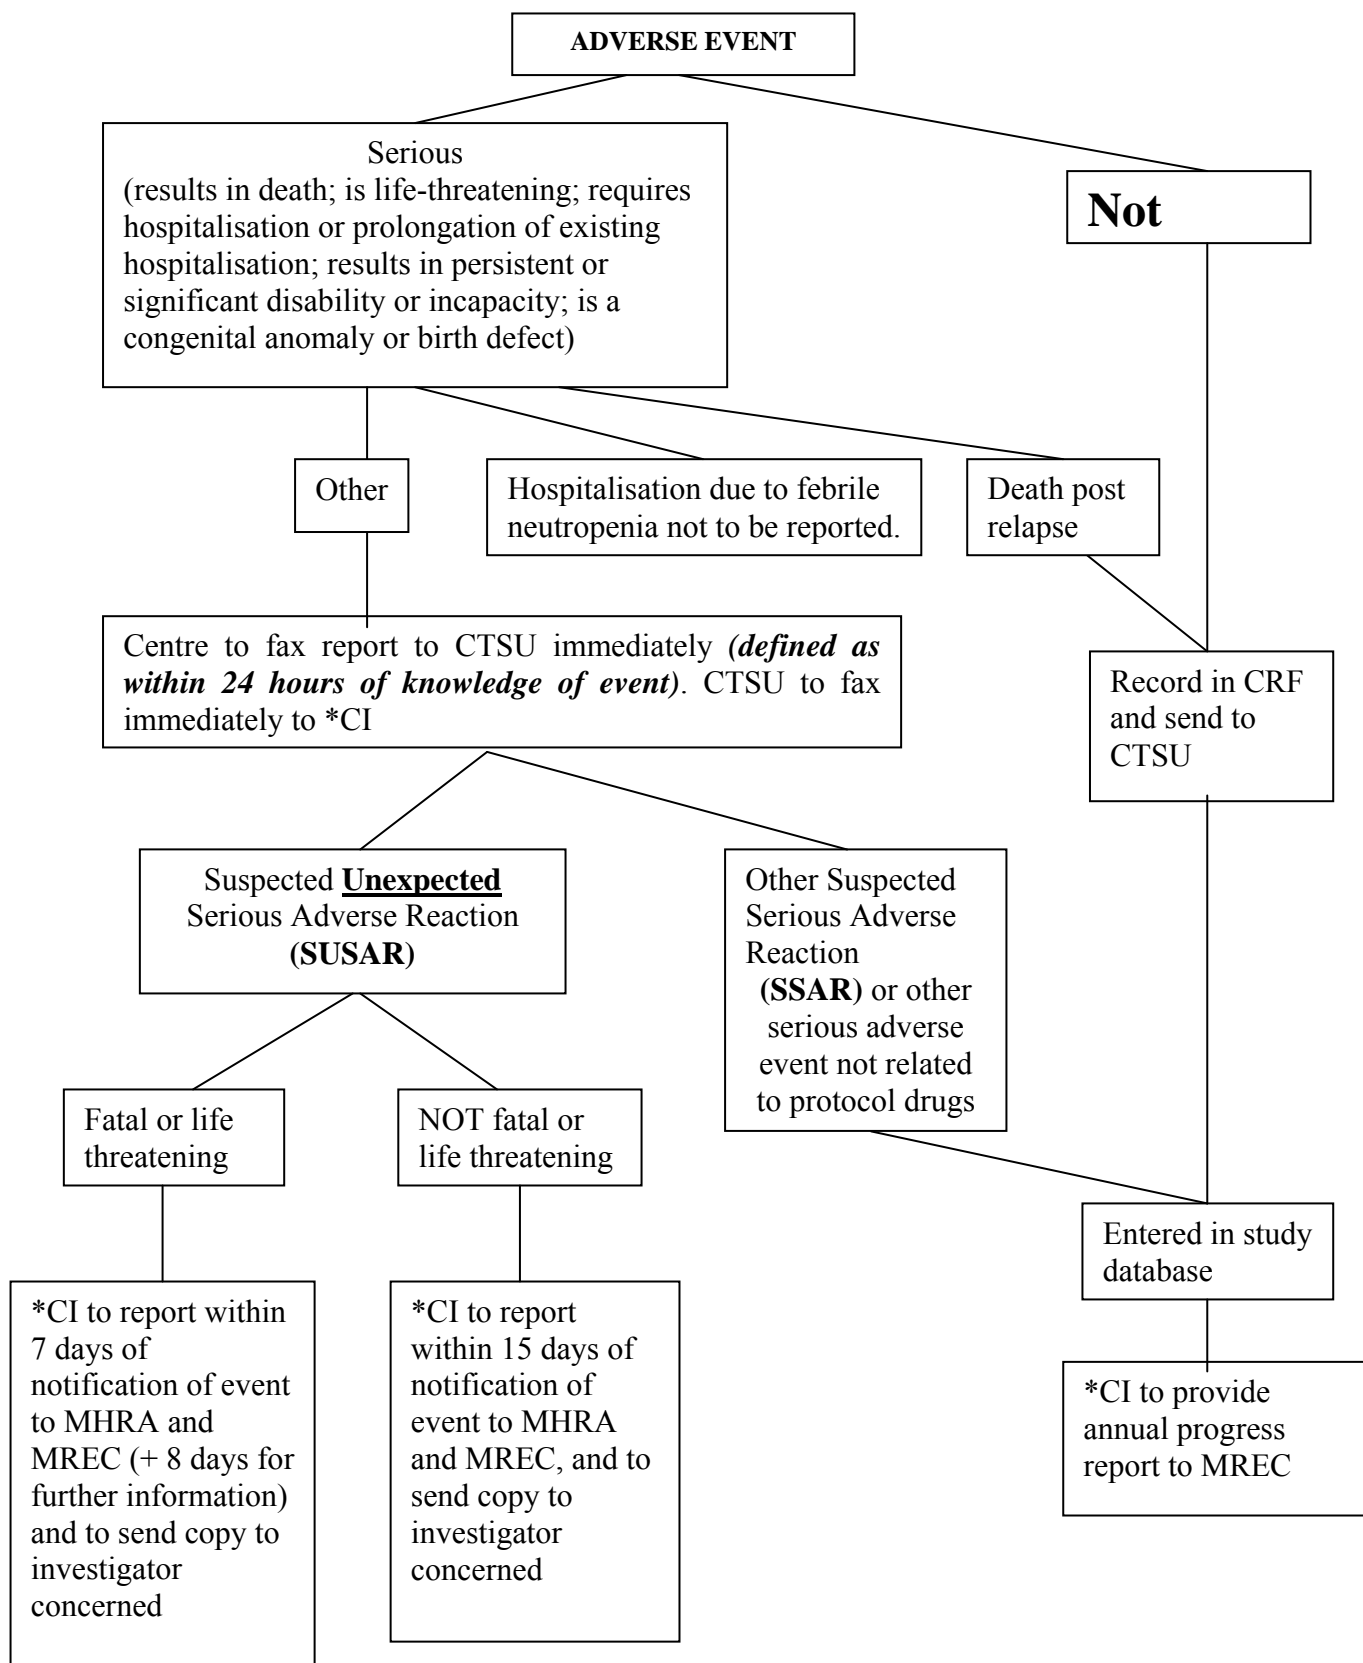 ADVERSE EVENT
Serious
(results in death; is life-threatening; requires
hospitalisation or prolongation of existing
hospitalisation; results in persistent or
significant disability or incapacity; is a
congenital anomaly or birth defect)
Not
Other
Hospitalisation due to febrile
neutropenia not to be reported.
Death post
relapse
Centre to fax report to CTSU immediately (defined as
within 24 hours of knowledge of event). CTSU to fax
immediately to *CI
Record in CRF
and send to
CTSU
Suspected Unexpected
Serious Adverse Reaction
(SUSAR)
Other Suspected
Serious Adverse
Reaction
(SSAR) or other
serious adverse
event not related
to protocol drugs
Fatal or life
threatening
NOT fatal or
life threatening
Entered in study
database
*CI to report within
7 days of
notification of event
to MHRA and
MREC (+ 8 days for
further information)
and to send copy to
investigator
concerned
*CI to report
within 15 days of
notification of
event to MHRA
and MREC, and to
send copy to
investigator
concerned
*CI to provide
annual progress
report to MREC